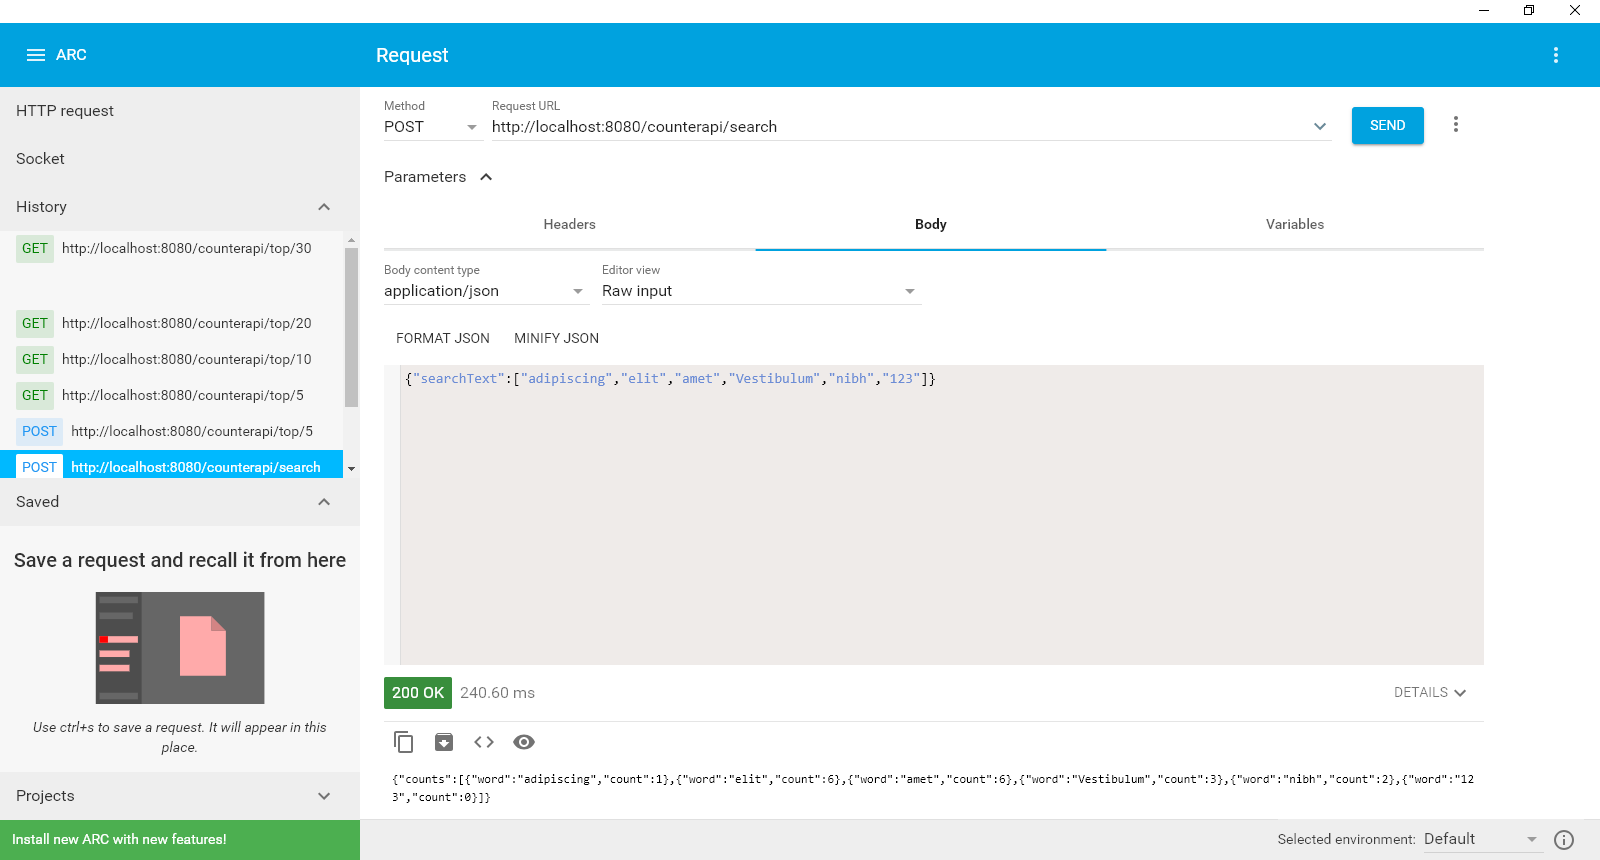 ARC
Request
HTTP request
Socket
History
GET http://localhost:8080/counterapi/top/30
GET http://localhost:8080/counterapi/top/20
GET http://localhost:8080/counterapi/top/10
GET http://localhost:8080/counterapi/top/5
POST http://localhost:8080/counterapi/top/5
POST http://localhost:8080/counterapi/search
Saved
Save a request and recall it from here
Use ctrl+s to save a request. It will appear in this
place.
Projects
Install new ARC with new features!
Method Request URL
POST http://localhost:8080/counterapi/search SEND
Parameters
Headers Body Variables
Body content type Editor view
application/json Raw input
FORMAT JSON MINIFY JSON
{"searchText":["adipiscing","elit","amet","Vestibulum","nibh","123"]}
200 OK 240.60 ms DETAILS
{"counts":[{"word":"adipiscing","count":1},{"word":"elit","count":6},{"word":"amet","count":6},{"word":"Vestibulum","count":3},{"word":"nibh","count":2},{"word":"12
3","count":0}]}
Selected environment: Default